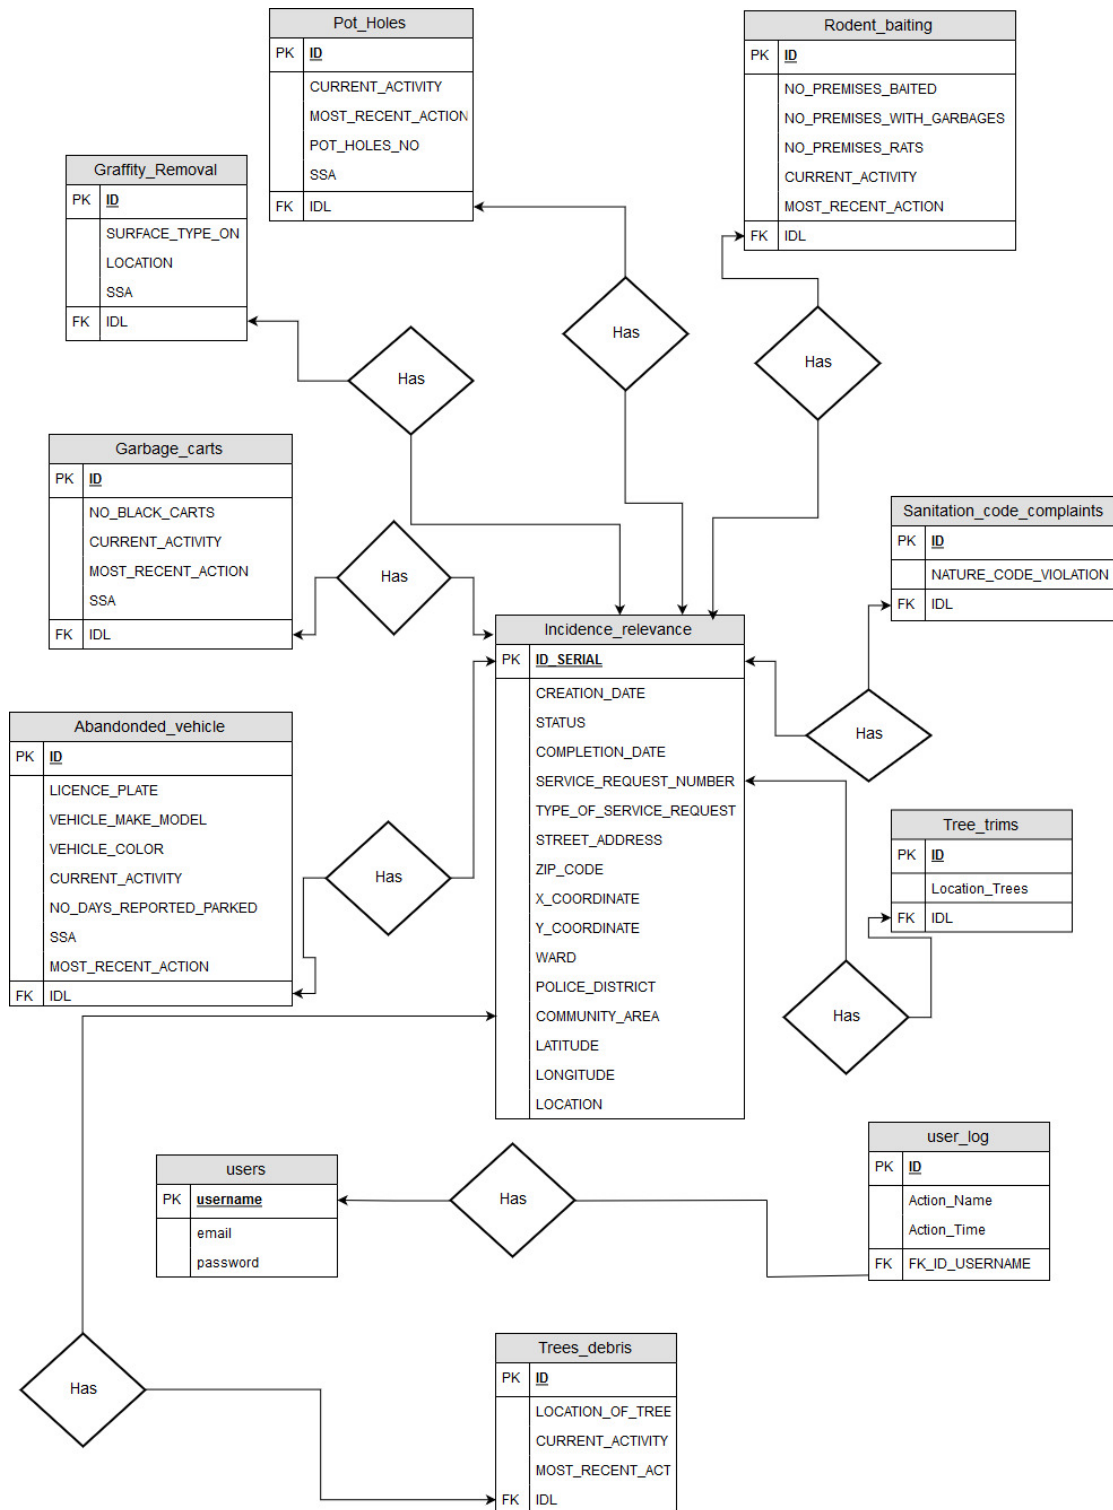 Pot_Holes
PK ID
CURRENT_ACTIVITY
MOST_RECENT_ACTION
POT_HOLES_NO
SSA
FK IDL
Rodent_baiting
PK ID
NO_PREMISES_BAITED
NO_PREMISES_WITH_GARBAGES
NO_PREMISES_RATS
CURRENT_ACTIVITY
MOST_RECENT_ACTION
FK IDL
Graffity_Removal
PK ID
SURFACE_TYPE_ON
LOCATION
SSA
FK IDL
Has
Has
Has
Garbage_carts
PK ID
NO_BLACK_CARTS
CURRENT_ACTIVITY
MOST_RECENT_ACTION
SSA
FK IDL
Has
Sanitation_code_complaints
PK ID
NATURE_CODE_VIOLATION
FK IDL
Has
Incidence_relevance
PK ID_SERIAL
CREATION_DATE
STATUS
COMPLETION_DATE
SERVICE_REQUEST_NUMBER
TYPE_OF_SERVICE_REQUEST
STREET_ADDRESS
ZIP_CODE
X_COORDINATE
Y_COORDINATE
WARD
POLICE_DISTRICT
COMMUNITY_AREA
LATITUDE
LONGITUDE
LOCATION
Abandonded_vehicle
PK ID
LICENCE_PLATE
VEHICLE_MAKE_MODEL
VEHICLE_COLOR
CURRENT_ACTIVITY
NO_DAYS_REPORTED_PARKED
SSA
MOST_RECENT_ACTION
FK IDL
Has
Tree_trims
PK ID
Location_Trees
FK IDL
Has
users
PK username
email
password
Has
user_log
PK ID
Action_Name
Action_Time
FK FK_ID_USERNAME
Has
Trees_debris
PK ID
LOCATION_OF_TREE
CURRENT_ACTIVITY
MOST_RECENT_ACT
FK IDL